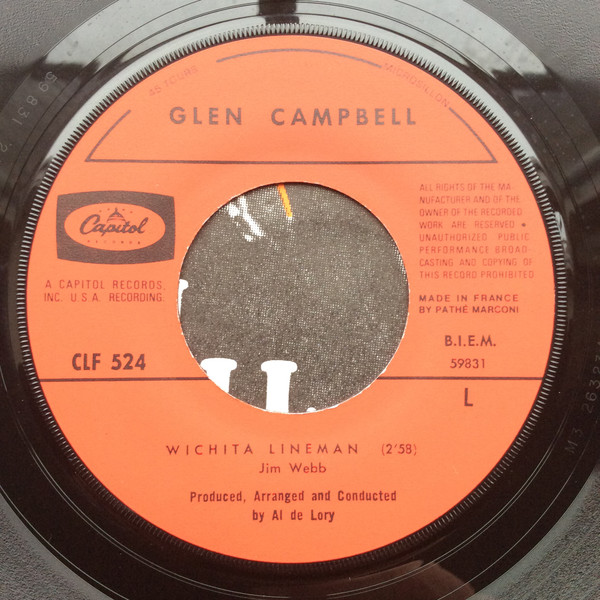 45 TOURS
MICROSILLON
GLEN CAMPBELL
Capitol
RECORDS
A CAPITOL RECORDS,
INC. U.S.A. RECORDING.
ALL RIGHTS OF THE MA-
NUFACTURER AND OF THE
OWNER OF THE RECORDED
WORK ARE RESERVED •
UNAUTHORIZED PUBLIC
PERFORMANCE BROAD-
CASTING AND COPYING OF
THIS RECORD PROHIBITED
MADE IN FRANCE
BY PATHÉ MARCONI
CLF 524
B.I.E.M.
59831
L
WICHITA LINEMAN (2'58)
Jim Webb
Produced, Arranged and Conducted
by Al de Lory
59 831